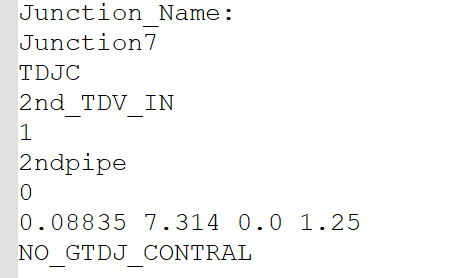 Junction_Name:
Junction7
TDJC
2nd_TDV_IN
1
2ndpipe
0
0.08835 7.314 0.0 1.25
NO_GTDJ_CONTRAL